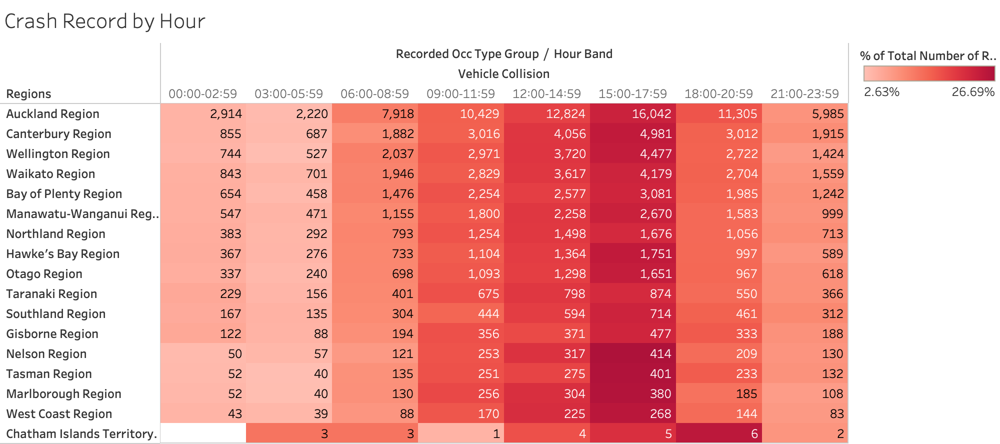 Crash Record by Hour
Recorded Occ Type Group / Hour Band
% of Total Number of R..
Vehicle Collision
2.63% 26.69%
Regions 00:00-02:59 03:00-05:59 06:00-08:59 09:00-11:59 12:00-14:59 15:00-17:59 18:00-20:59 21:00-23:59
Auckland Region 2,914 2,220 7,918 10,429 12,824 16,042 11,305 5,985
Canterbury Region 855 687 1,882 3,016 4,056 4,981 3,012 1,915
Wellington Region 744 527 2,037 2,971 3,720 4,477 2,722 1,424
Waikato Region 843 701 1,946 2,829 3,617 4,179 2,704 1,559
Bay of Plenty Region 654 458 1,476 2,254 2,577 3,081 1,985 1,242
Manawatu-Wanganui Reg.. 547 471 1,155 1,800 2,258 2,670 1,583 999
Northland Region 383 292 793 1,254 1,498 1,676 1,056 713
Hawke's Bay Region 367 276 733 1,104 1,364 1,751 997 589
Otago Region 337 240 698 1,093 1,298 1,651 967 618
Taranaki Region 229 156 401 675 798 874 550 366
Southland Region 167 135 304 444 594 714 461 312
Gisborne Region 122 88 194 356 371 477 333 188
Nelson Region 50 57 121 253 317 414 209 130
Tasman Region 52 40 135 251 275 401 233 132
Marlborough Region 52 40 130 256 304 380 185 108
West Coast Region 43 39 88 170 225 268 144 83
Chatham Islands Territory. 3 3 1 4 5 6 2